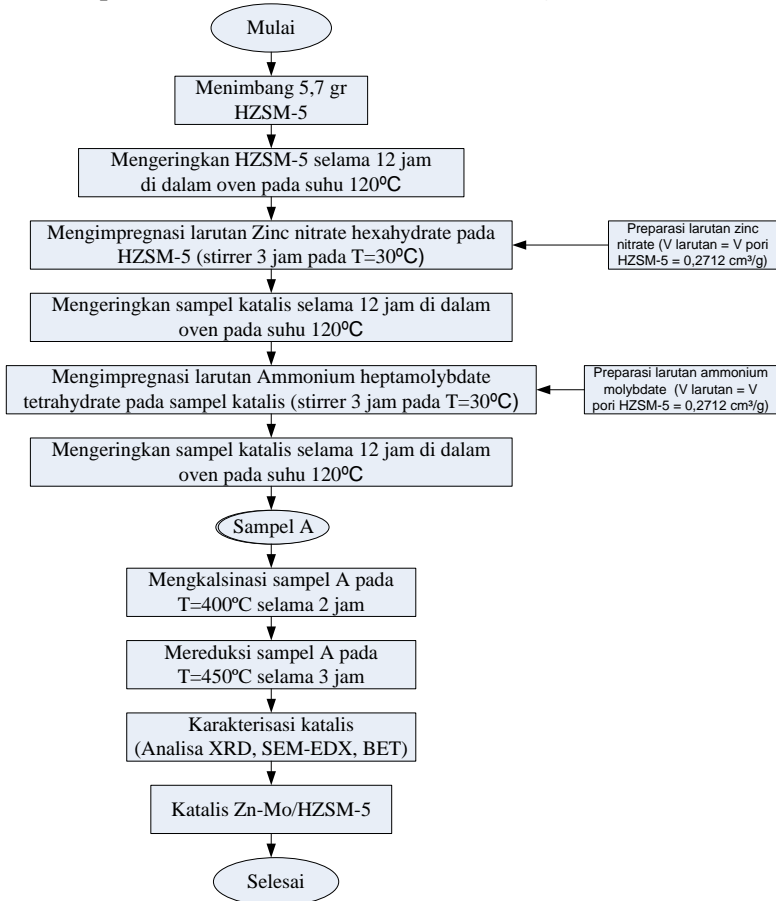 Mulai
Menimbang 5,7 gr
HZSM-5
Mengeringkan HZSM-5 selama 12 jam
di dalam oven pada suhu 120ºC
Mengimpregnasi larutan Zinc nitrate hexahydrate pada
HZSM-5 (stirrer 3 jam pada T=30ºC)
Preparasi larutan zinc
nitrate (V larutan = V pori
HZSM-5 = 0,2712 cm³/g)
Mengeringkan sampel katalis selama 12 jam di dalam
oven pada suhu 120ºC
Mengimpregnasi larutan Ammonium heptamolybdate
tetrahydrate pada sampel katalis (stirrer 3 jam pada T=30ºC)
Preparasi larutan ammonium
molybdate (V larutan = V
pori HZSM-5 = 0,2712 cm³/g)
Mengeringkan sampel katalis selama 12 jam di dalam
oven pada suhu 120ºC
Sampel A
Mengkalsinasi sampel A pada
T=400ºC selama 2 jam
Mereduksi sampel A pada
T=450ºC selama 3 jam
Karakterisasi katalis
(Analisa XRD, SEM-EDX, BET)
Katalis Zn-Mo/HZSM-5
Selesai